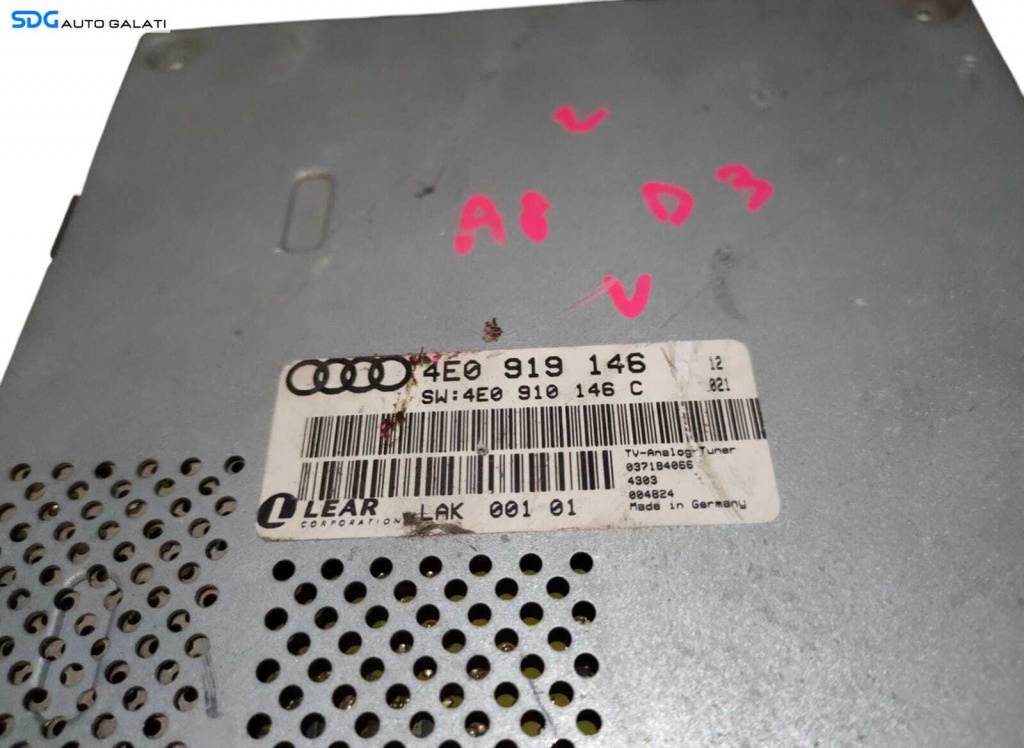 SDG AUTO GALATI
V
A8 D3
V
4E0 919 146
12
SW:4E0 910 146 C
021
TV-Analog-Tuner
037184066
4303
004824
Made in Germany
LEAR
CORPORATION
LAK 001 01